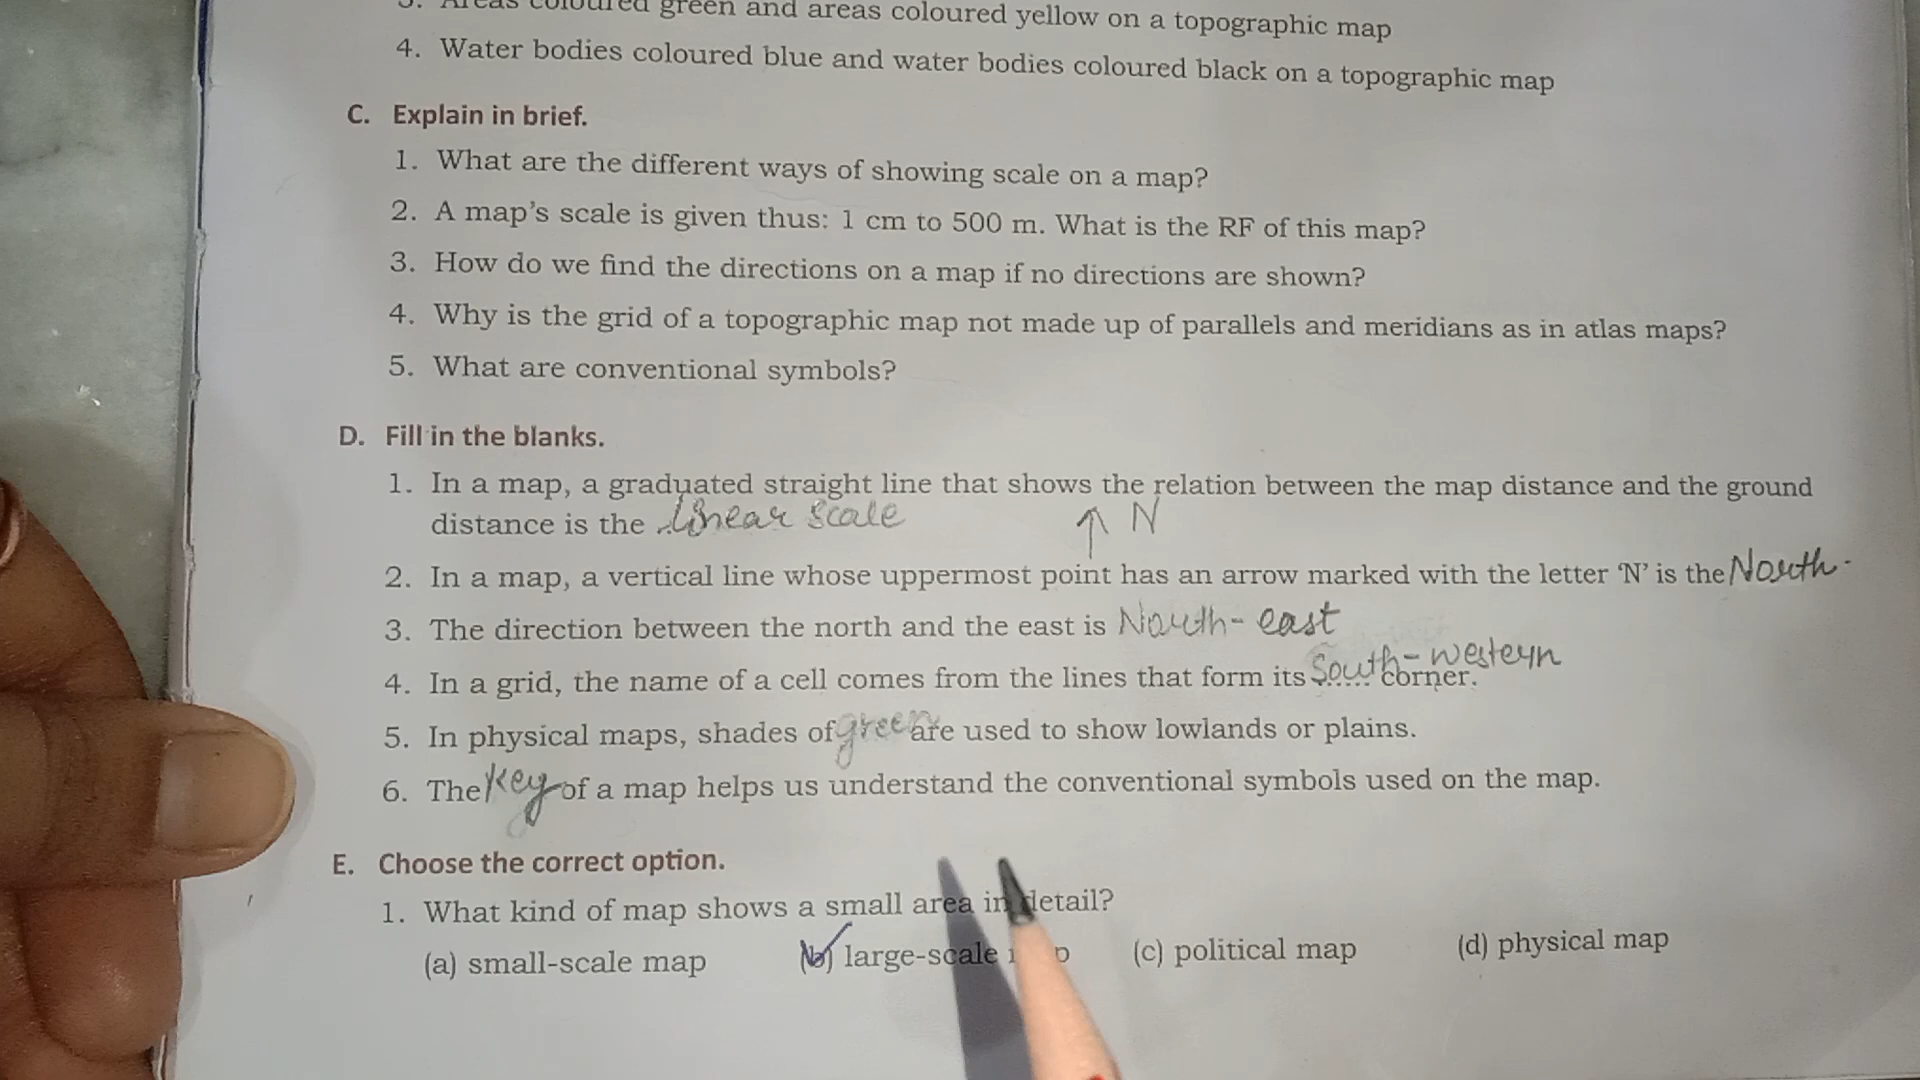 3. Areas coloured green and areas coloured yellow on a topographic map
4. Water bodies coloured blue and water bodies coloured black on a topographic map
C. Explain in brief.
1. What are the different ways of showing scale on a map?
2. A map's scale is given thus: 1 cm to 500 m. What is the RF of this map?
3. How do we find the directions on a map if no directions are shown?
4. Why is the grid of a topographic map not made up of parallels and meridians as in atlas maps?
5. What are conventional symbols?
D. Fill in the blanks.
1. In a map, a graduated straight line that shows the relation between the map distance and the ground
distance is the linear scale
↑ N
2. In a map, a vertical line whose uppermost point has an arrow marked with the letter 'N' is the North.
3. The direction between the north and the east is North-east
4. In a grid, the name of a cell comes from the lines that form its South-western corner.
5. In physical maps, shades of green are used to show lowlands or plains.
6. The key of a map helps us understand the conventional symbols used on the map.
E. Choose the correct option.
1. What kind of map shows a small area in detail?
(a) small-scale map (b) large-scale (c) political map (d) physical map